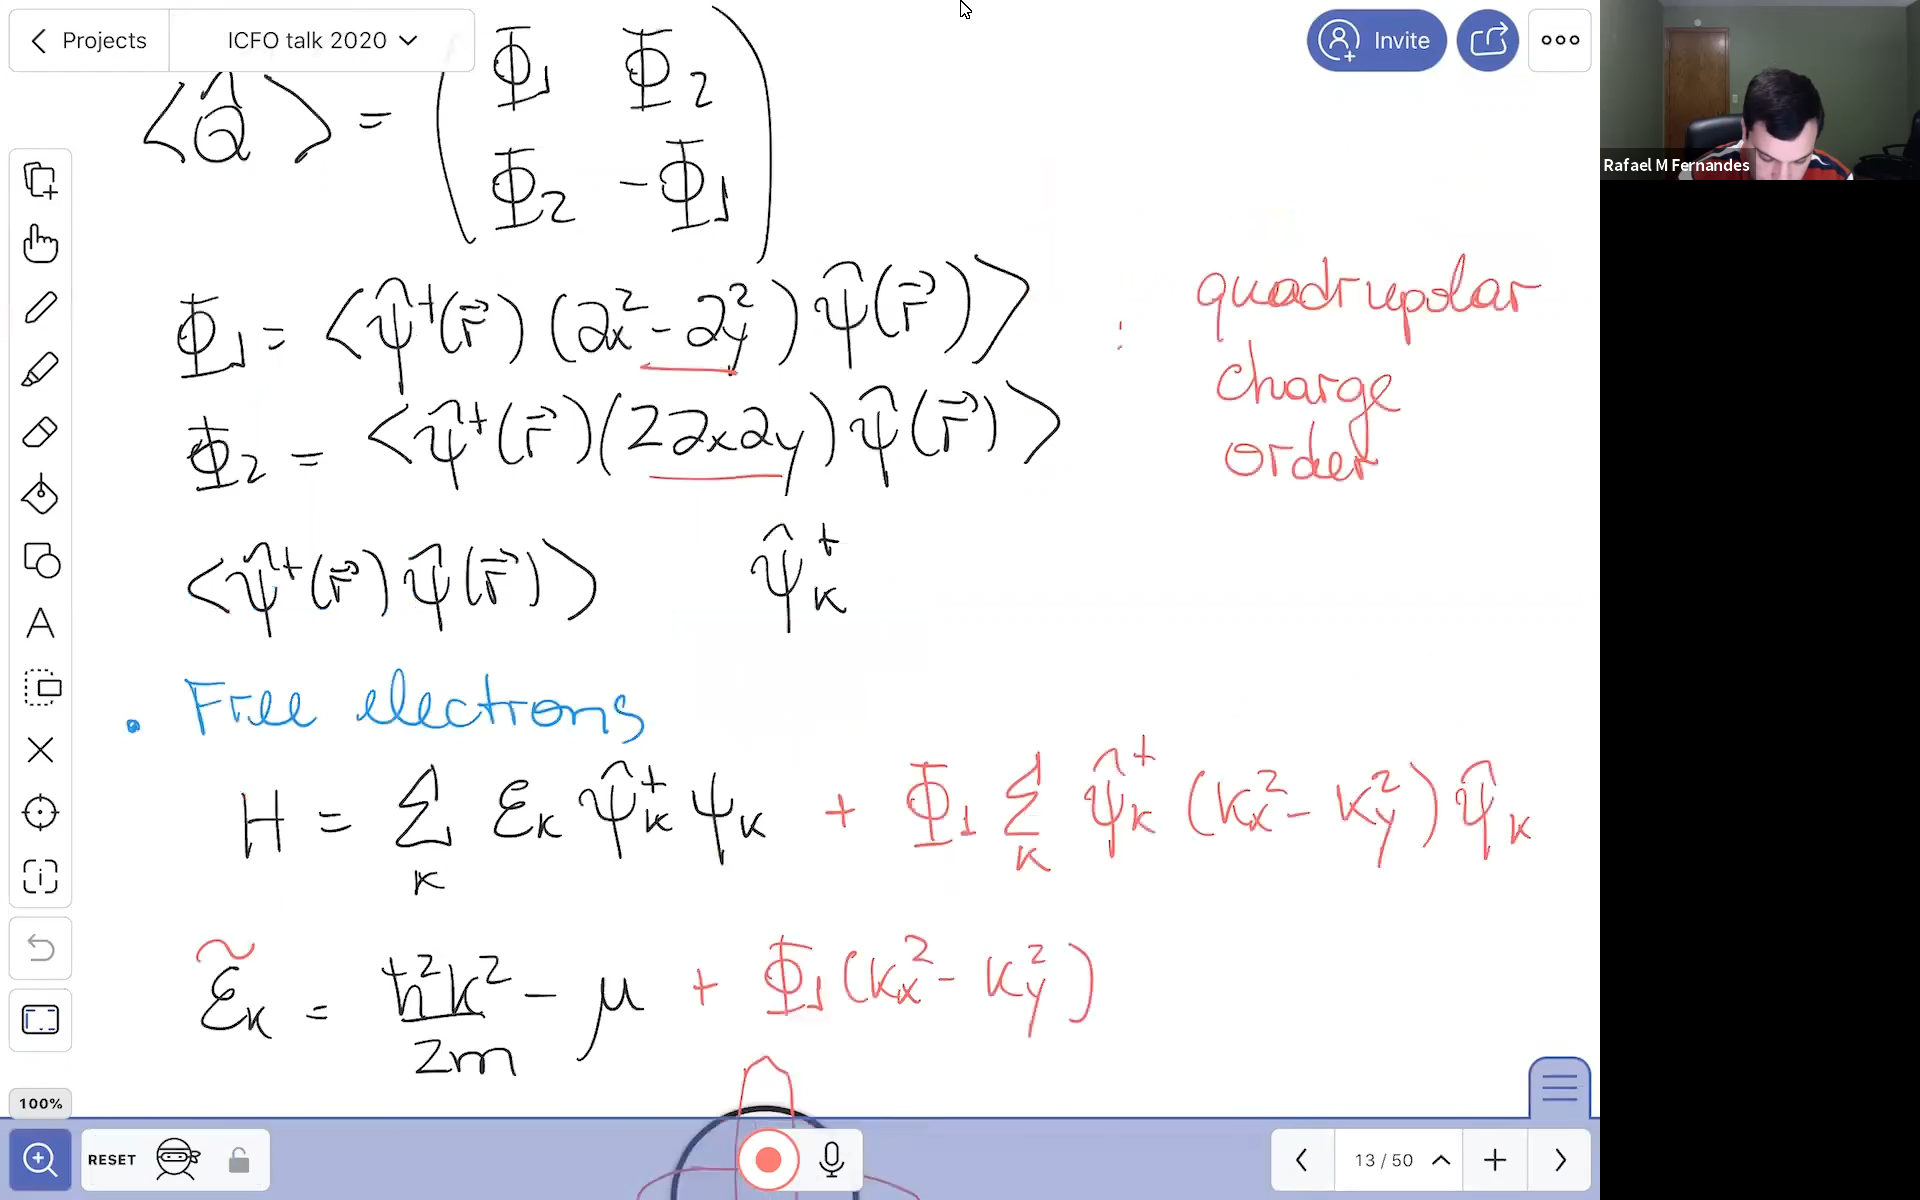 Projects
ICFO talk 2020
Invite
Rafael M Fernandes
⟨Q̂⟩ = ( Φ₁ Φ₂
Φ₂ -Φ₁ )
Φ₁ = ⟨ψ̂†(r⃗) (∂x² - ∂y²) ψ̂(r⃗)⟩ : quadrupolar
charge
order
Φ₂ = ⟨ψ̂†(r⃗) (2∂x∂y) ψ̂(r⃗)⟩
⟨ψ̂†(r⃗) ψ̂(r⃗)⟩ ψ̂†ₖ
• Free electrons
H = Σₖ εₖ ψ̂†ₖ ψₖ + Φ₁ Σₖ ψ̂†ₖ (kx² - ky²) ψ̂ₖ
ε̃ₖ = ħ²k²/2m - μ + Φ₁ (kx² - ky²)
100%
RESET
13 / 50